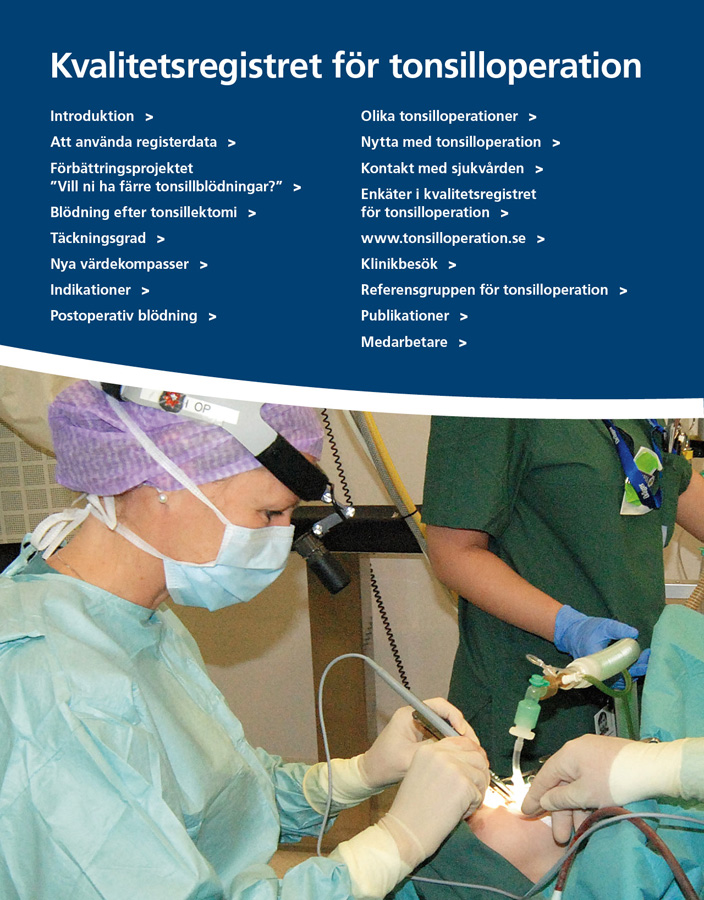 Kvalitetsregistret för tonsilloperation
Introduktion >
Att använda registerdata >
Förbättringsprojektet
”Vill ni ha färre tonsillblödningar?” >
Blödning efter tonsillektomi >
Täckningsgrad >
Nya värdekompasser >
Indikationer >
Postoperativ blödning >
Olika tonsilloperationer >
Nytta med tonsilloperation >
Kontakt med sjukvården >
Enkäter i kvalitetsregistret
för tonsilloperation >
www.tonsilloperation.se >
Klinikbesök >
Referensgruppen för tonsilloperation >
Publikationer >
Medarbetare >
OP